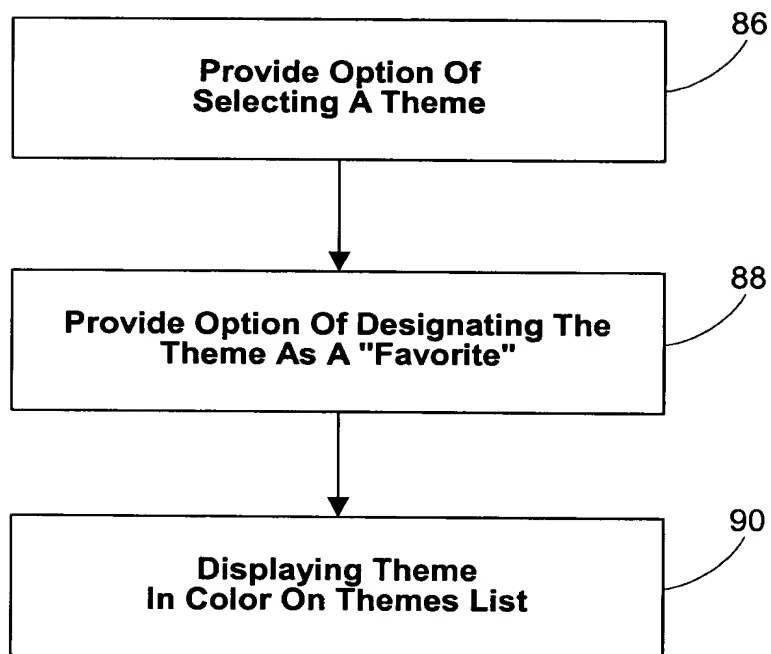 86
Provide Option Of
Selecting A Theme
88
Provide Option Of Designating The
Theme As A "Favorite"
90
Displaying Theme
In Color On Themes List